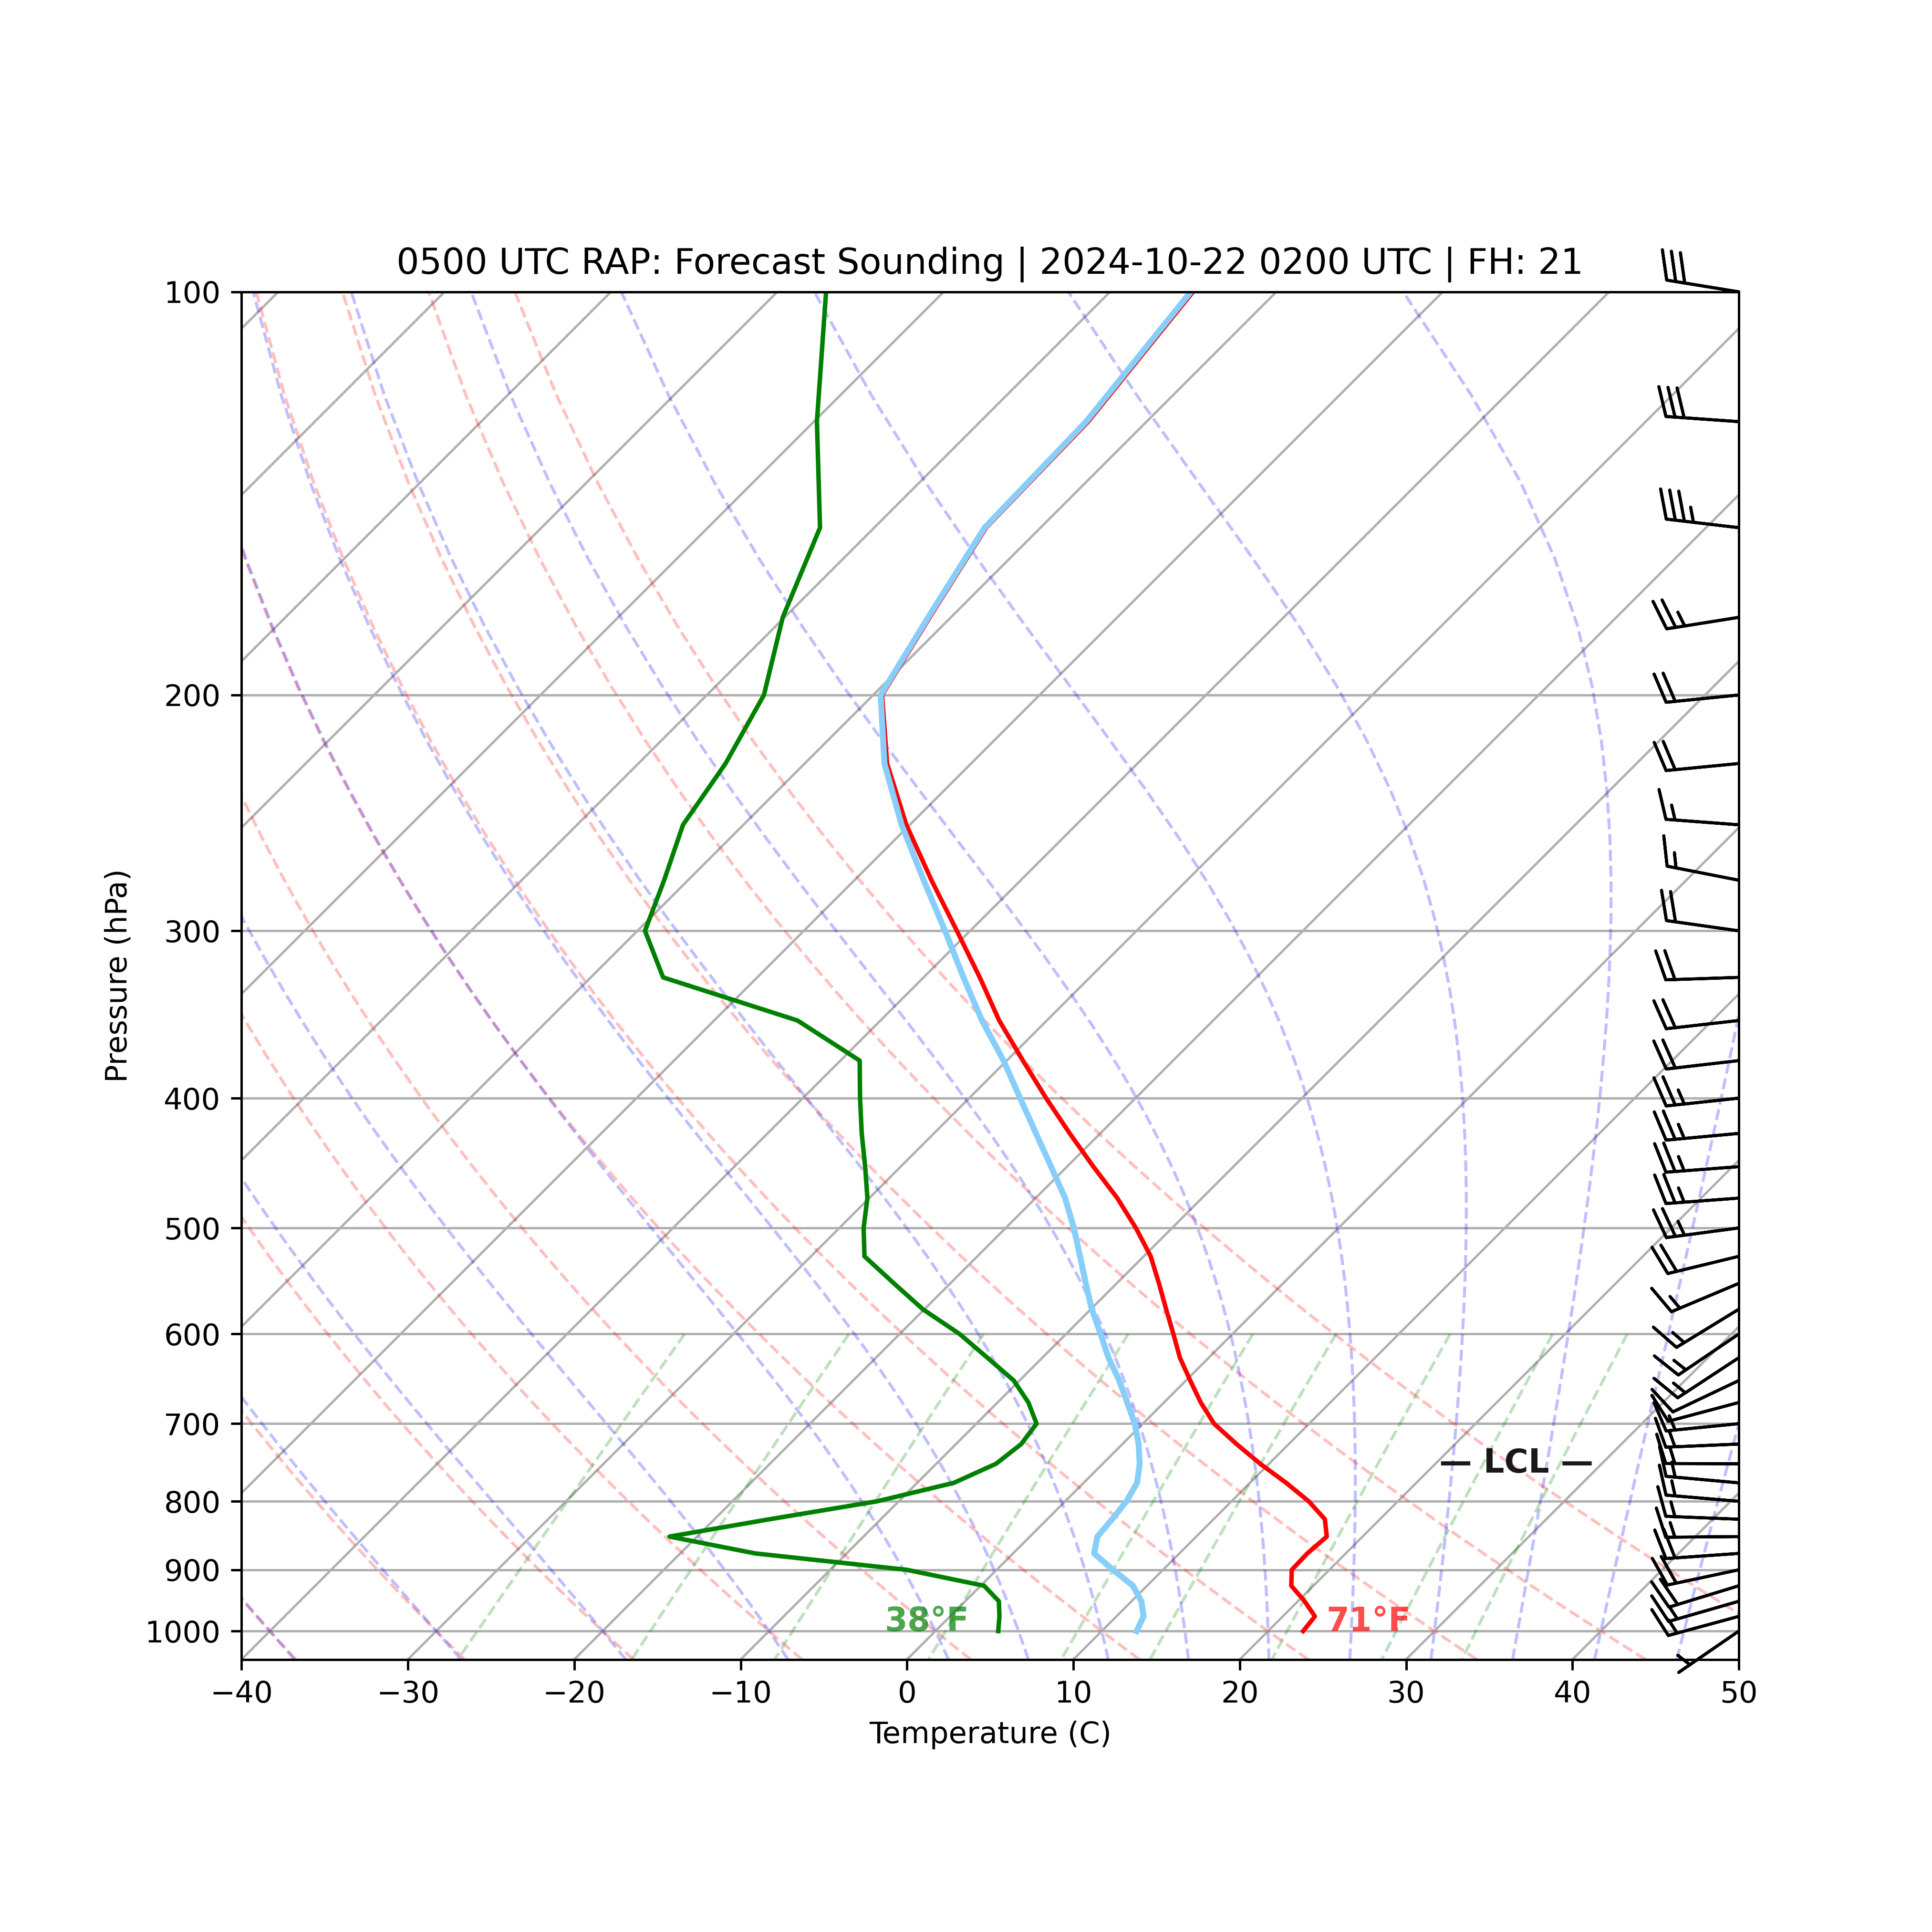 0500 UTC RAP: Forecast Sounding | 2024-10-22 0200 UTC | FH: 21
100
200
300
400
500
600
700
800
900
1000
Pressure (hPa)
— LCL —
38°F
71°F
−40 −30 −20 −10 0 10 20 30 40 50
Temperature (C)